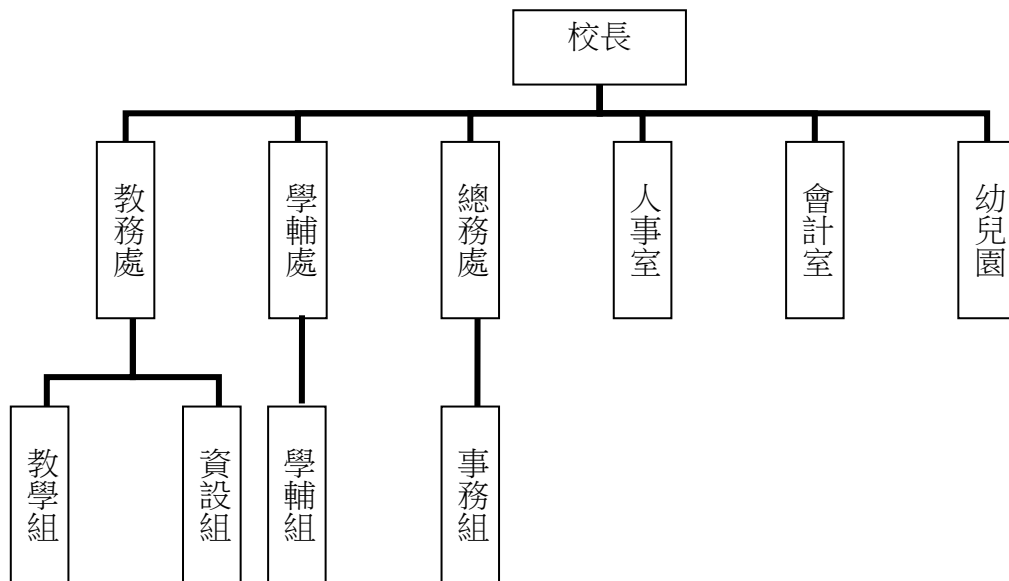 校長
教務處
學輔處
總務處
人事室
會計室
幼兒園
教學組
資設組
學輔組
事務組